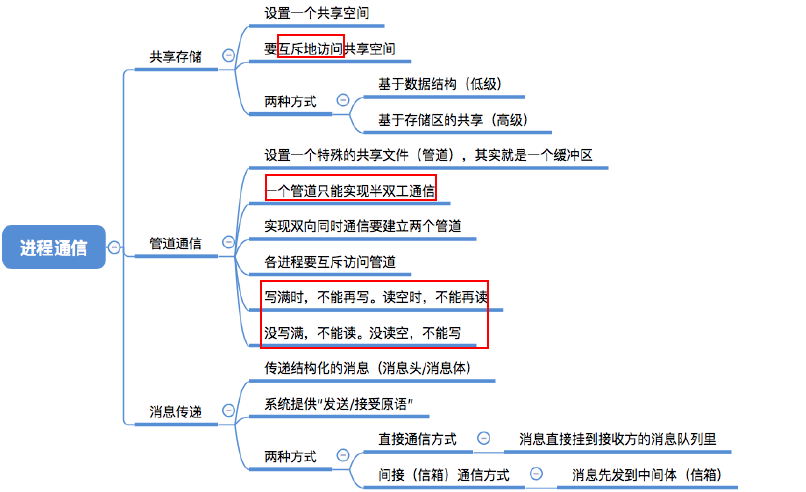 进程通信
共享存储
设置一个共享空间
要互斥地访问共享空间
两种方式
基于数据结构（低级）
基于存储区的共享（高级）
管道通信
设置一个特殊的共享文件（管道），其实就是一个缓冲区
一个管道只能实现半双工通信
实现双向同时通信要建立两个管道
各进程要互斥访问管道
写满时，不能再写。读空时，不能再读
没写满，不能读。没读空，不能写
消息传递
传递结构化的消息（消息头/消息体）
系统提供“发送/接受原语”
两种方式
直接通信方式
消息直接挂到接收方的消息队列里
间接（信箱）通信方式
消息先发到中间体（信箱）